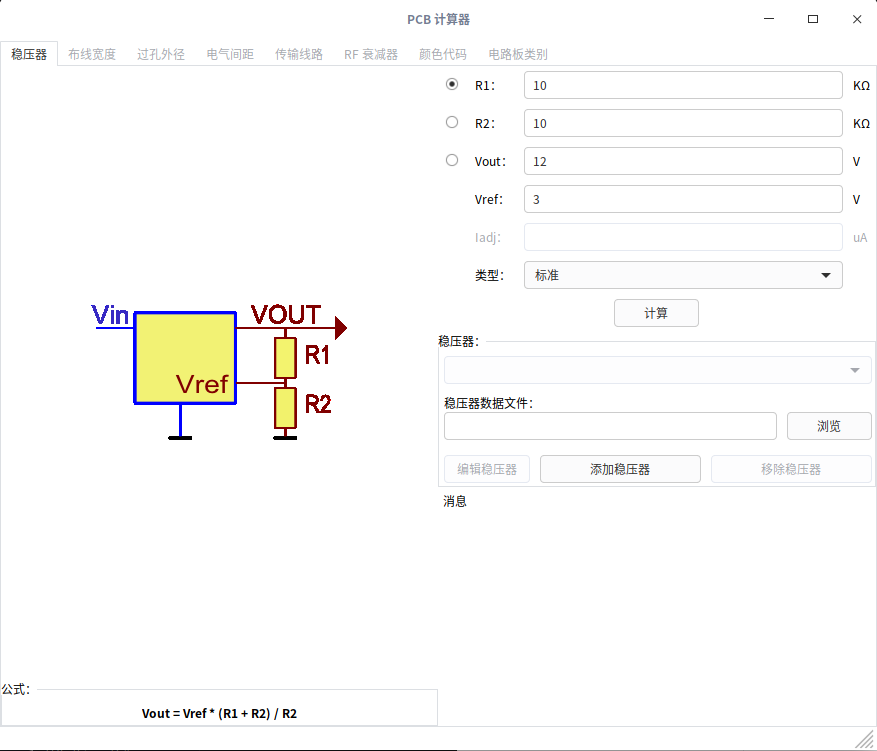 PCB 计算器
稳压器 布线宽度 过孔外径 电气间距 传输线路 RF 衰减器 颜色代码 电路板类别
R1： 10 KΩ
R2： 10 KΩ
Vout： 12 V
Vref： 3 V
Iadj： uA
类型： 标准
计算
Vin
VOUT
R1
Vref
R2
稳压器：
稳压器数据文件：
浏览
编辑稳压器 添加稳压器 移除稳压器
消息
公式：
Vout = Vref * (R1 + R2) / R2